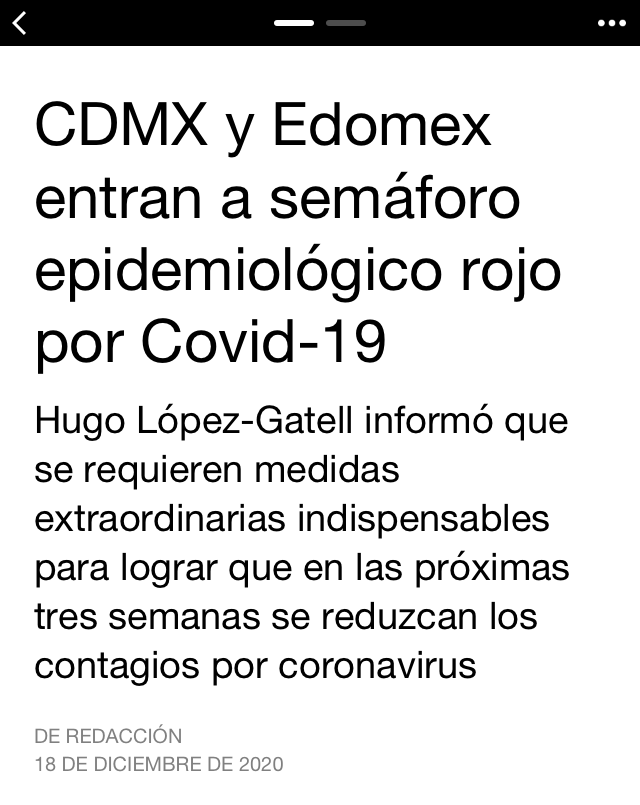 CDMX y Edomex
entran a semáforo
epidemiológico rojo
por Covid-19
Hugo López-Gatell informó que
se requieren medidas
extraordinarias indispensables
para lograr que en las próximas
tres semanas se reduzcan los
contagios por coronavirus
DE REDACCIÓN
18 DE DICIEMBRE DE 2020